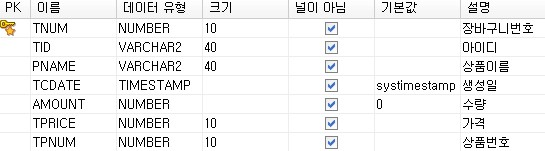 PK 이름 데이터 유형 크기 널이 아님 기본값 설명
TNUM NUMBER 10 장바구니번호
TID VARCHAR2 40 아이디
PNAME VARCHAR2 40 상품이름
TCDATE TIMESTAMP systimestamp 생성일
AMOUNT NUMBER 0 수량
TPRICE NUMBER 10 가격
TPNUM NUMBER 10 상품번호